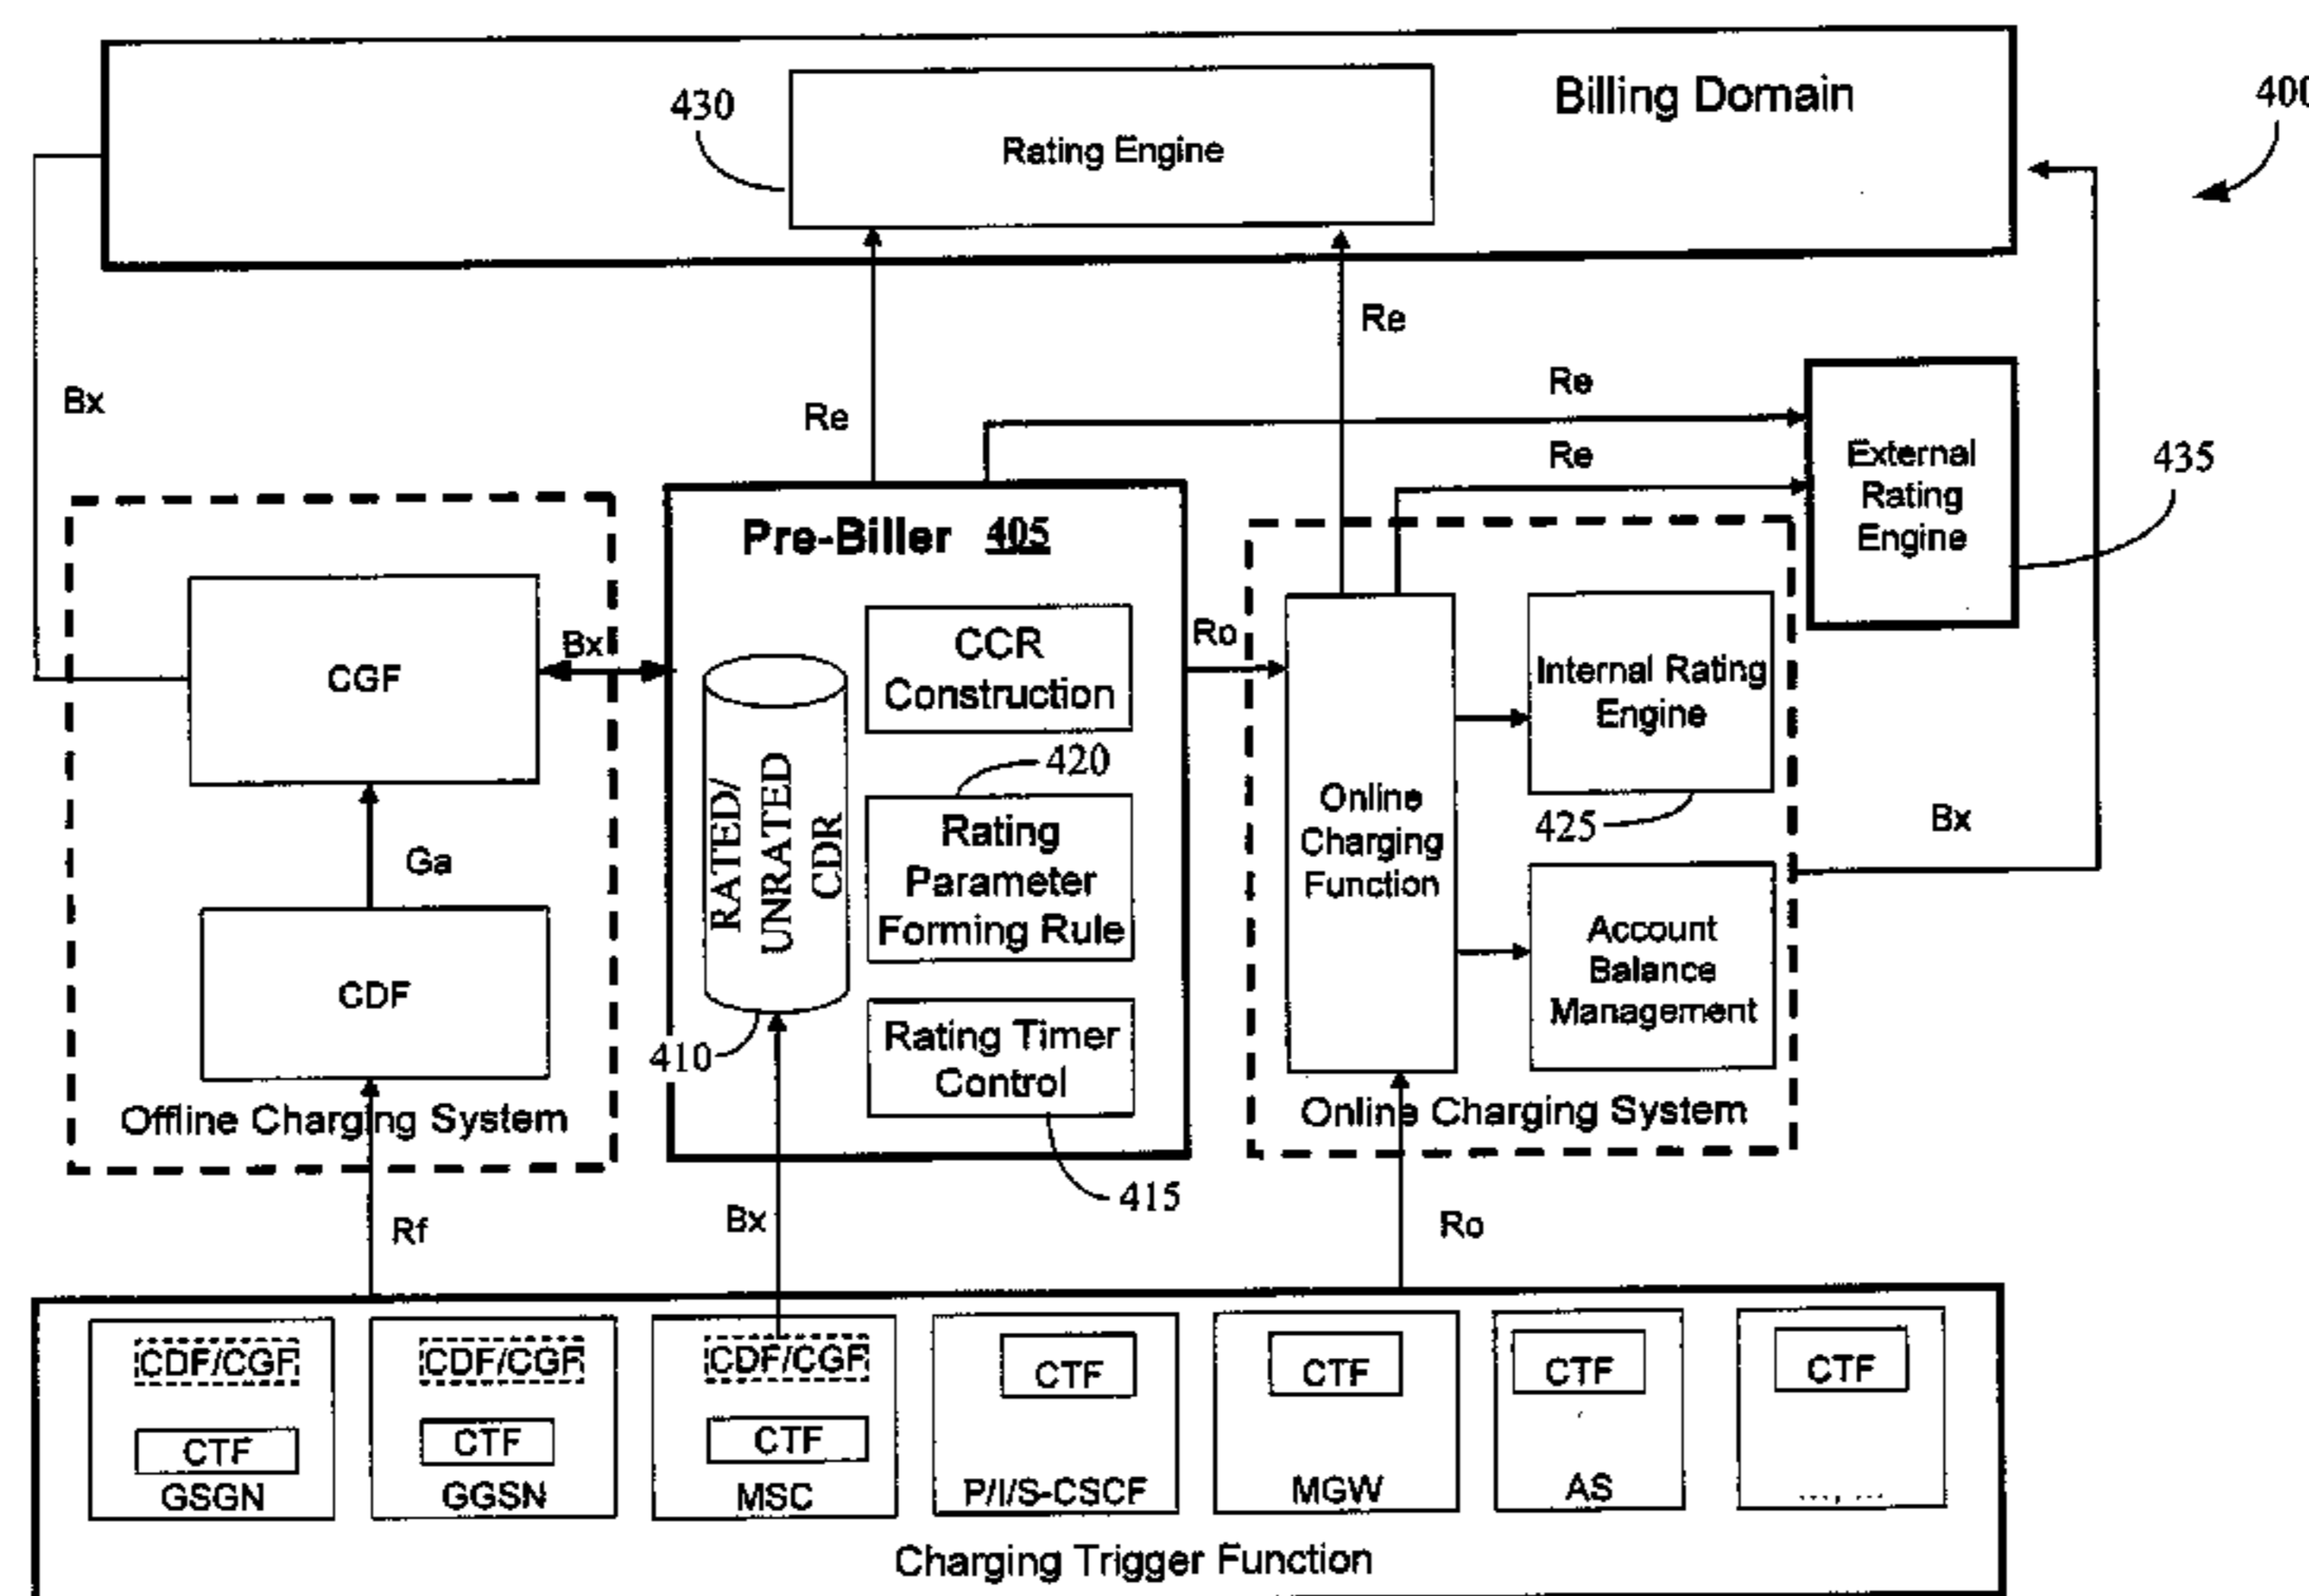 Billing Domain
400
430
Rating Engine
Re
Bx
Re
Re
Re
External
Rating
Engine
435
Pre-Biller 405
CGF
Bx
CCR
Construction
Ro
Internal Rating
Engine
425
420
RATED/
UNRATED
CDR
Rating
Parameter
Forming Rule
Online
Charging
Function
Bx
Ga
CDF
Account
Balance
Management
410
Rating Timer
Control
415
Offline Charging System
Online Charging System
Rf
Bx
Ro
CDF/CGF
CTF
GSGN
CDF/CGF
CTF
GGSN
CDF/CGF
CTF
MSC
CTF
P/I/S-CSCF
CTF
MGW
CTF
AS
CTF
Charging Trigger Function